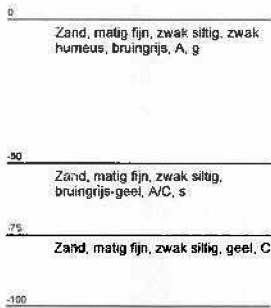 0
Zand, matig fijn, zwak siltig, zwak
humeus, bruingrijs, A, g
-50
Zand, matig fijn, zwak siltig,
bruingrijs-geel, A/C, s
-75
Zand, matig fijn, zwak siltig, geel, C
-100